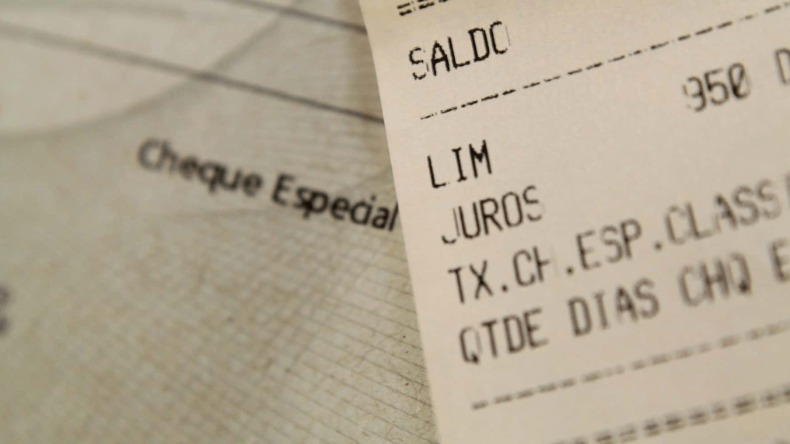 SALDO
950 D
LIM
JUROS
TX.CH.ESP.CLASS
QTDE DIAS CHQ E
Cheque Especial